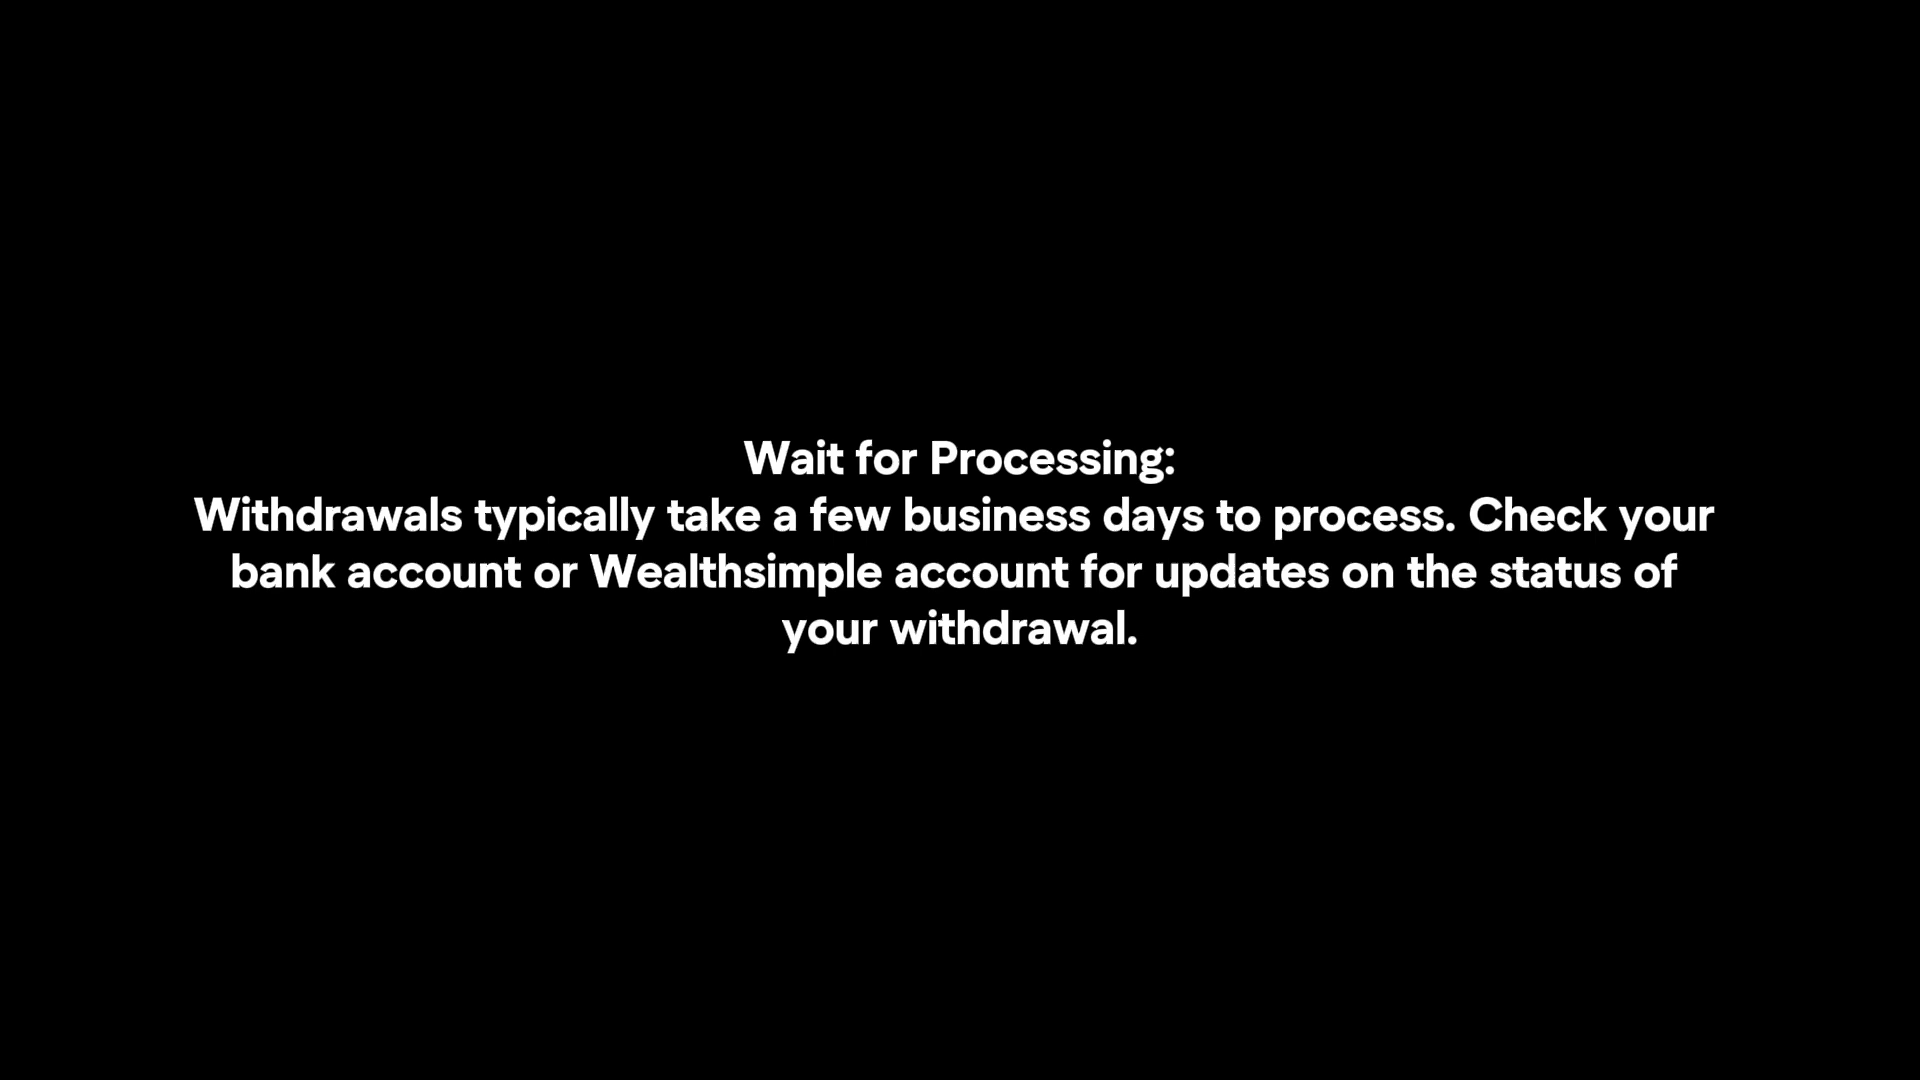 Wait for Processing:
Withdrawals typically take a few business days to process. Check your
bank account or Wealthsimple account for updates on the status of
your withdrawal.